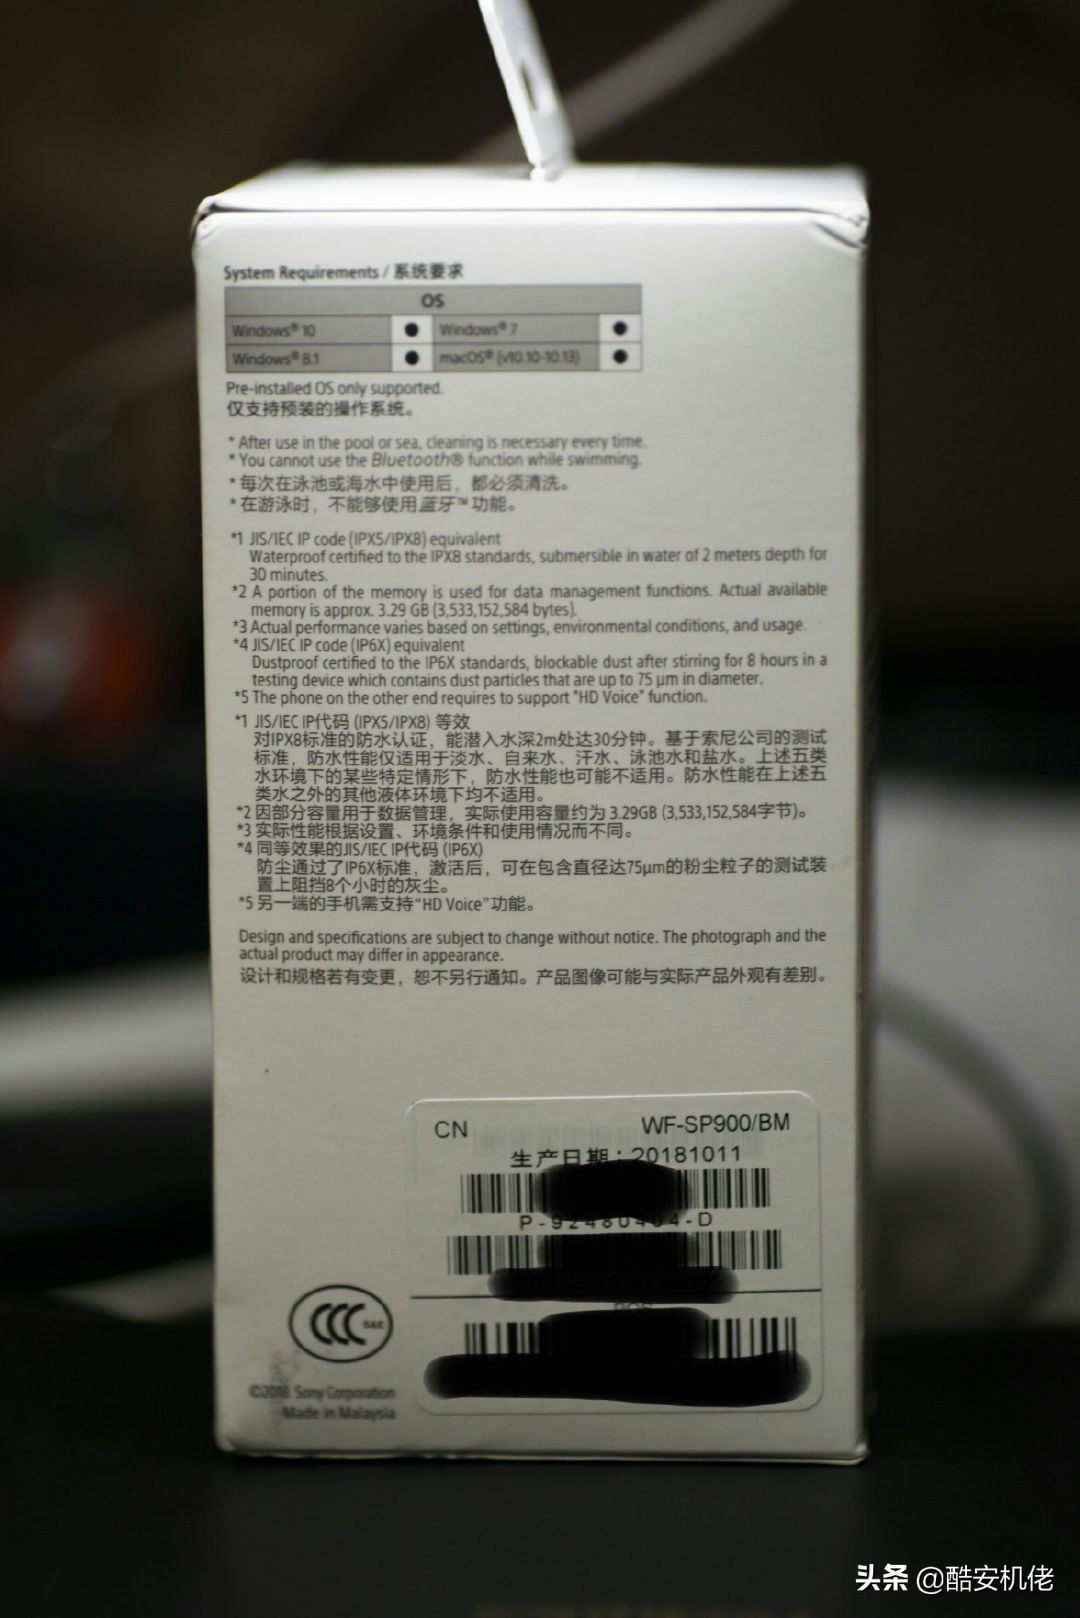 System Requirements / 系统要求
OS
Windows® 10 ● Windows® 7 ●
Windows® 8.1 ● macOS® (v10.10-10.13) ●
Pre-installed OS only supported.
仅支持预装的操作系统。
* After use in the pool or sea, cleaning is necessary every time.
* You cannot use the Bluetooth® function while swimming.
* 每次在泳池或海水中使用后，都必须清洗。
* 在游泳时，不能够使用蓝牙™功能。
*1 JIS/IEC IP code (IPX5/IPX8) equivalent
Waterproof certified to the IPX8 standards, submersible in water of 2 meters depth for
30 minutes.
*2 A portion of the memory is used for data management functions. Actual available
memory is approx. 3.29 GB (3,533,152,584 bytes).
*3 Actual performance varies based on settings, environmental conditions, and usage.
*4 JIS/IEC IP code (IP6X) equivalent
Dustproof certified to the IP6X standards, blockable dust after stirring for 8 hours in a
testing device which contains dust particles that are up to 75 μm in diameter.
*5 The phone on the other end requires to support "HD Voice" function.
*1 JIS/IEC IP代码 (IPX5/IPX8) 等效
对IPX8标准的防水认证，能潜入水深2m处达30分钟。基于索尼公司的测试
标准，防水性能仅适用于淡水、自来水、汗水、泳池水和盐水。上述五类
水环境下的某些特定情形下，防水性能也可能不适用。防水性能在上述五
类水之外的其他液体环境下均不适用。
*2 因部分容量用于数据管理，实际使用容量约为 3.29GB (3,533,152,584字节)。
*3 实际性能根据设置、环境条件和使用情况而不同。
*4 同等效果的JIS/IEC IP代码 (IP6X)
防尘通过了IP6X标准，激活后，可在包含直径达75μm的粉尘粒子的测试装
置上阻挡8个小时的灰尘。
*5 另一端的手机需支持“HD Voice”功能。
Design and specifications are subject to change without notice. The photograph and the
actual product may differ in appearance.
设计和规格若有变更，恕不另行通知。产品图像可能与实际产品外观有差别。
CN WF-SP900/BM
生产日期：20181011
P-92480404-D
CCC S&E
©2018 Sony Corporation
Made in Malaysia
头条 @酷安机佬